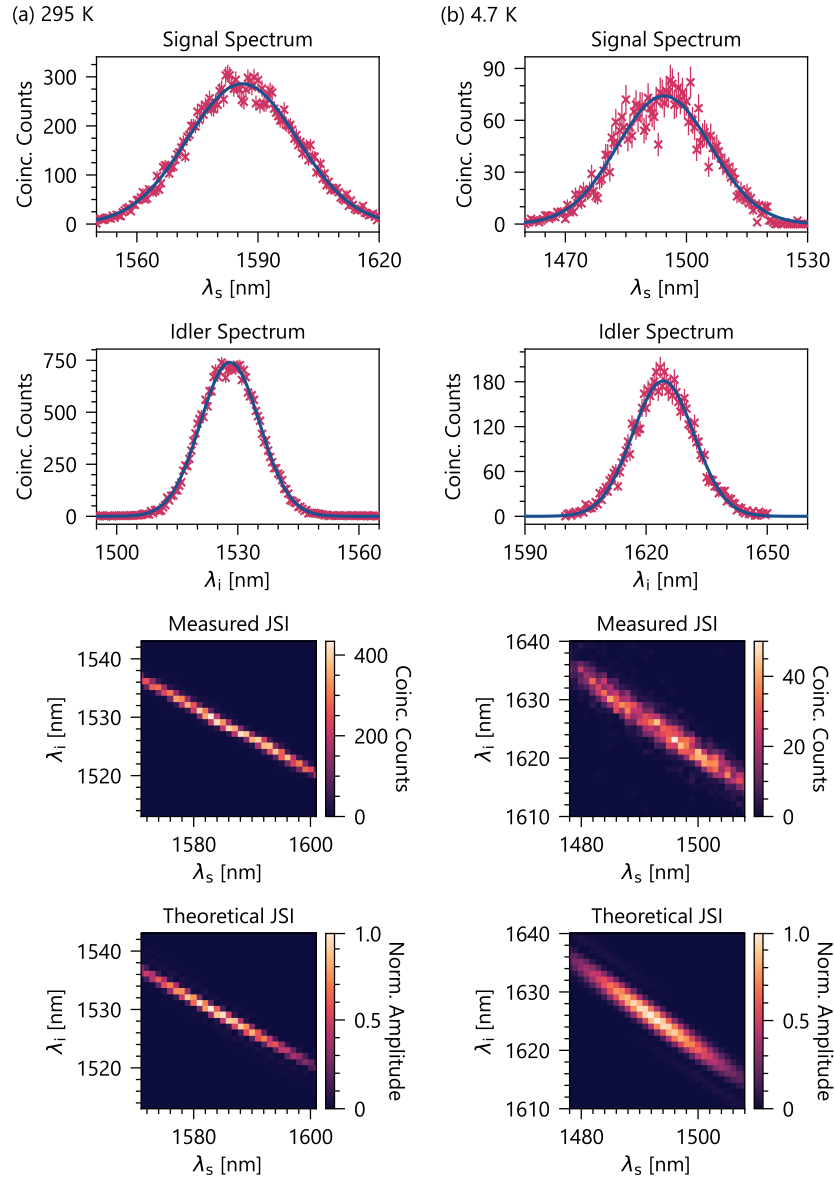 (a) 295 K
Signal Spectrum
Coinc. Counts
300
200
100
0
1560
1590
1620
λs [nm]
Idler Spectrum
Coinc. Counts
750
500
250
0
1500
1530
1560
λi [nm]
Measured JSI
λi [nm]
1540
1530
1520
1580
1600
λs [nm]
400
200
0
Coinc. Counts
Theoretical JSI
λi [nm]
1540
1530
1520
1580
1600
λs [nm]
1.0
0.5
0
Norm. Amplitude
(b) 4.7 K
Signal Spectrum
Coinc. Counts
90
60
30
0
1470
1500
1530
λs [nm]
Idler Spectrum
Coinc. Counts
180
120
60
0
1590
1620
1650
λi [nm]
Measured JSI
λi [nm]
1640
1630
1620
1610
1480
1500
λs [nm]
40
20
0
Coinc. Counts
Theoretical JSI
λi [nm]
1640
1630
1620
1610
1480
1500
λs [nm]
1.0
0.5
0
Norm. Amplitude